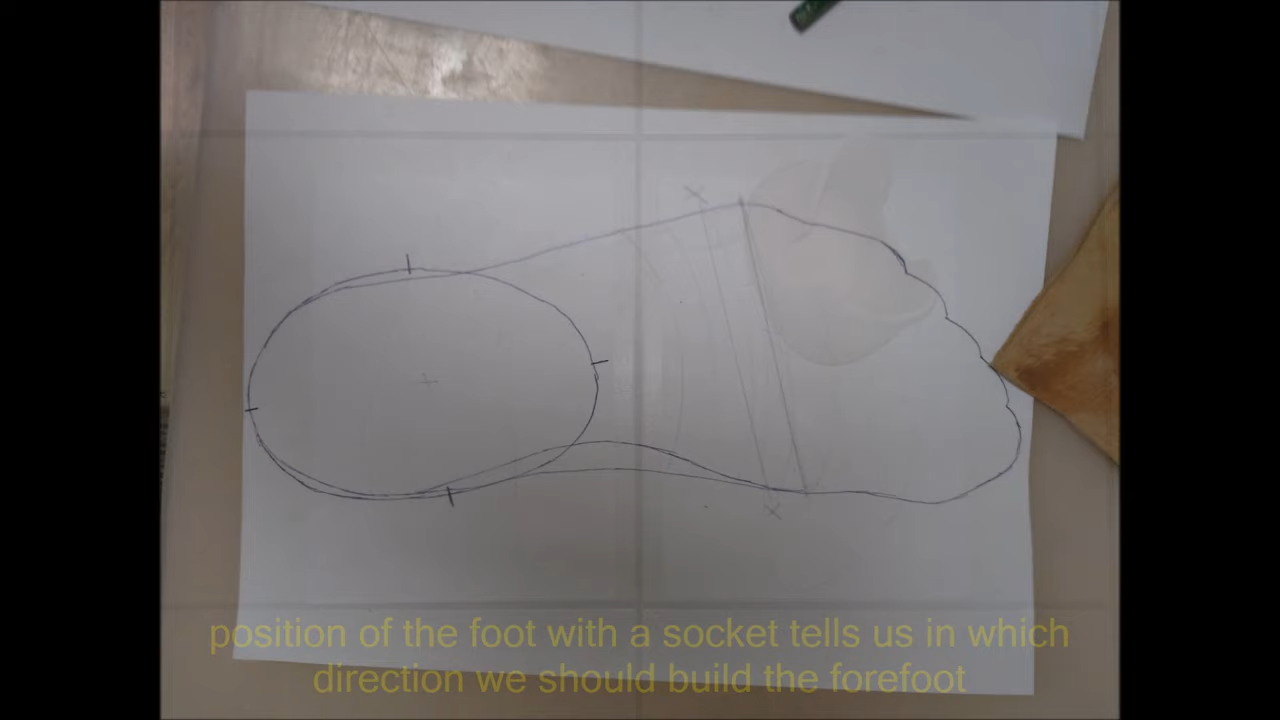 position of the foot with a socket tells us in which
direction we should build the forefoot